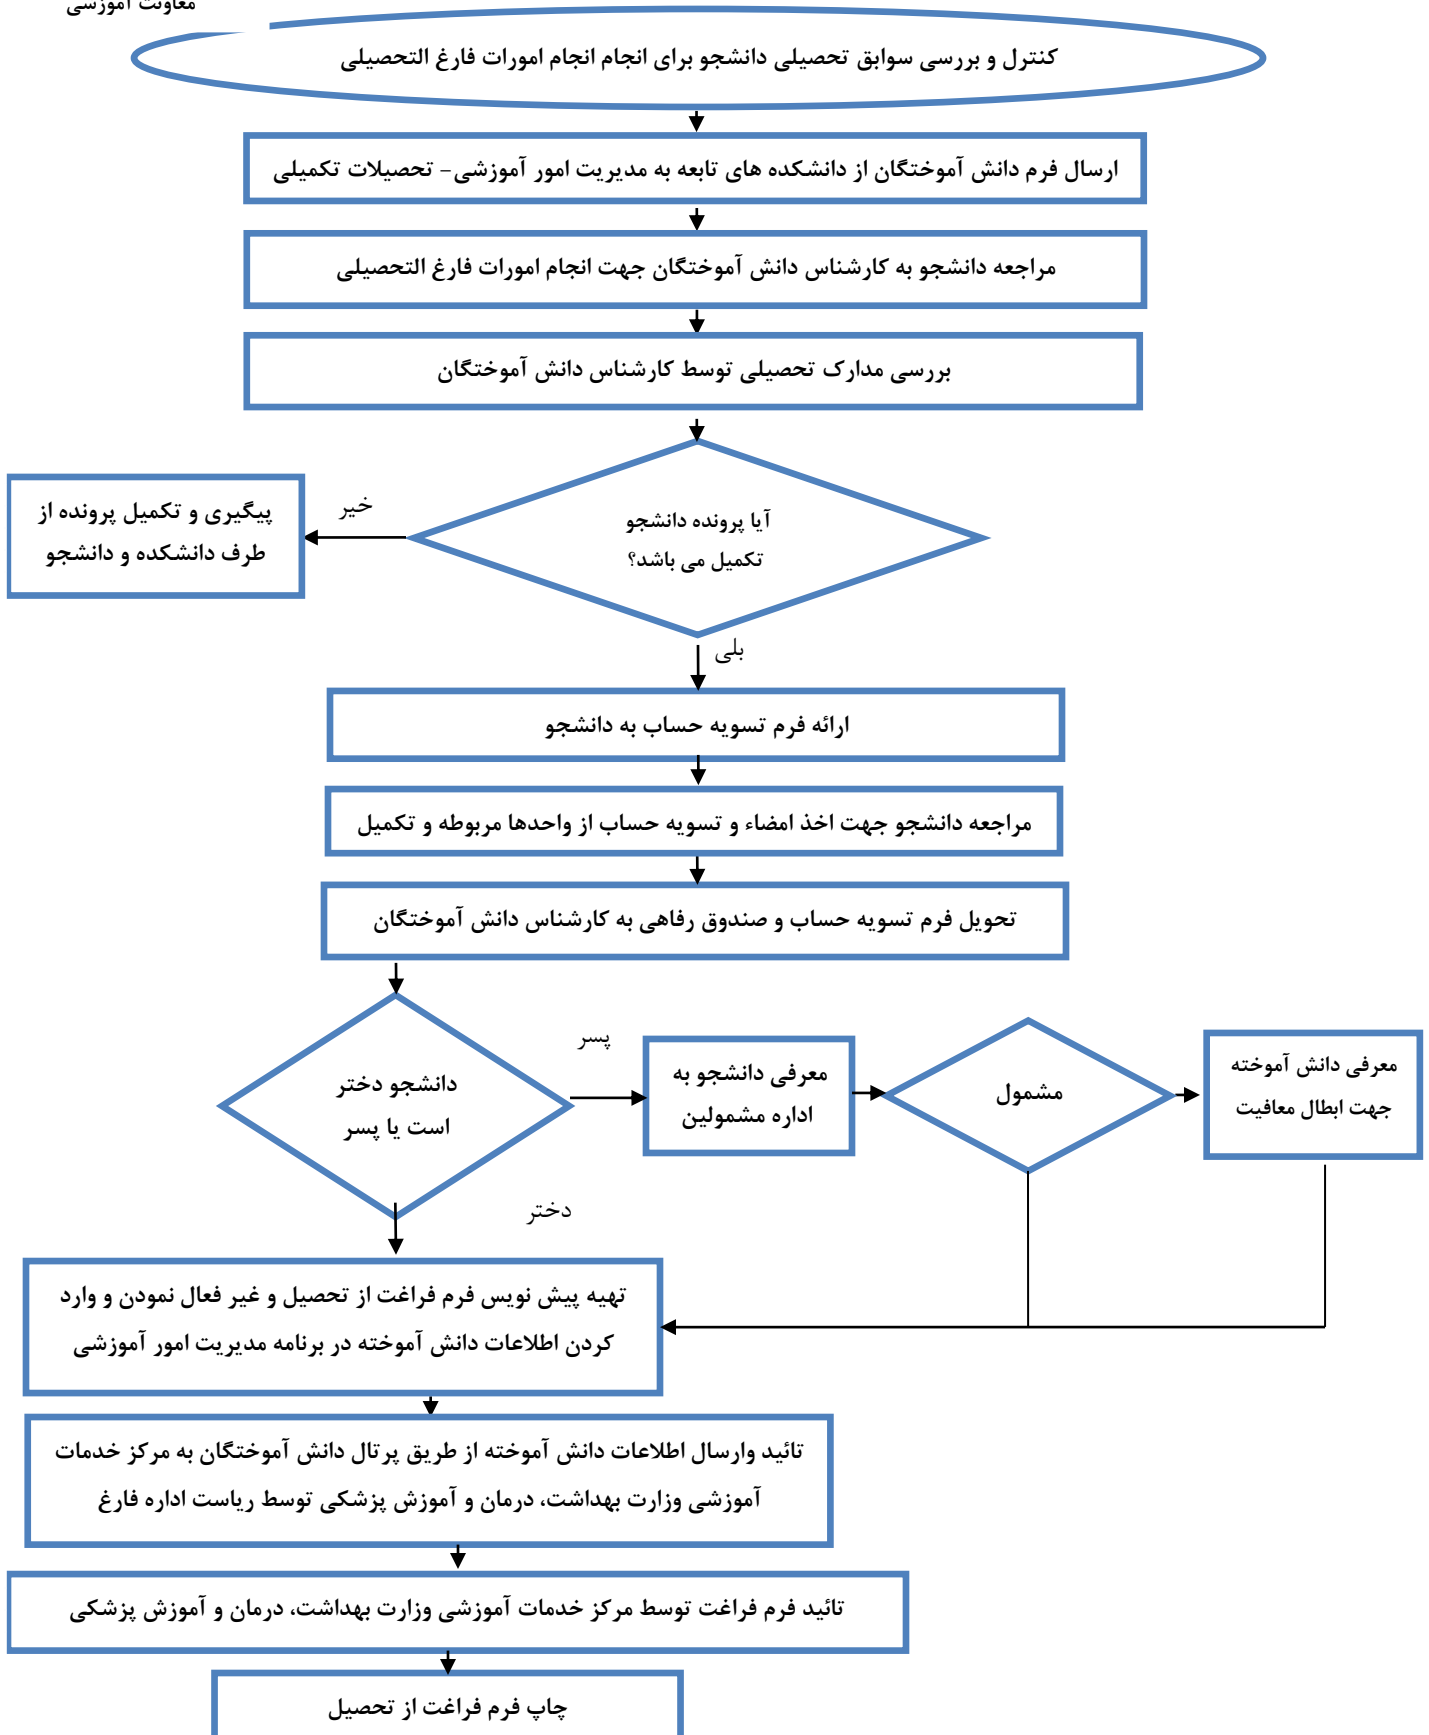 معاونت آموزشی
کنترل و بررسی سوابق تحصیلی دانشجو برای انجام انجام امورات فارغ التحصیلی
ارسال فرم دانش آموختگان از دانشکده های تابعه به مدیریت امور آموزشی- تحصیلات تکمیلی
مراجعه دانشجو به کارشناس دانش آموختگان جهت انجام امورات فارغ التحصیلی
بررسی مدارک تحصیلی توسط کارشناس دانش آموختگان
آیا پرونده دانشجو
تکمیل می باشد؟
خیر
پیگیری و تکمیل پرونده از
طرف دانشکده و دانشجو
بلی
ارائه فرم تسویه حساب به دانشجو
مراجعه دانشجو جهت اخذ امضاء و تسویه حساب از واحدها مربوطه و تکمیل
تحویل فرم تسویه حساب و صندوق رفاهی به کارشناس دانش آموختگان
دانشجو دختر
است یا پسر
پسر
معرفی دانشجو به
اداره مشمولین
مشمول
معرفی دانش آموخته
جهت ابطال معافیت
دختر
تهیه پیش نویس فرم فراغت از تحصیل و غیر فعال نمودن و وارد
کردن اطلاعات دانش آموخته در برنامه مدیریت امور آموزشی
تائید وارسال اطلاعات دانش آموخته از طریق پرتال دانش آموختگان به مرکز خدمات
آموزشی وزارت بهداشت، درمان و آموزش پزشکی توسط ریاست اداره فارغ
تائید فرم فراغت توسط مرکز خدمات آموزشی وزارت بهداشت، درمان و آموزش پزشکی
چاپ فرم فراغت از تحصیل